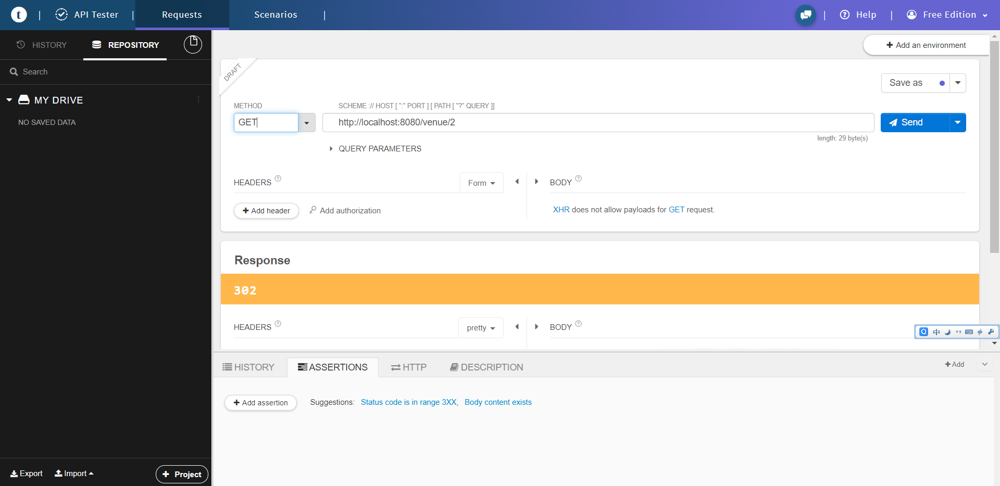 t | API Tester | Requests Scenarios | | Help | Free Edition
HISTORY REPOSITORY
Add an environment
Search
DRAFT
Save as
MY DRIVE
METHOD SCHEME :// HOST [ ":" PORT ] [ PATH [ "?" QUERY ]]
NO SAVED DATA
GET http://localhost:8080/venue/2 Send
length: 29 byte(s)
QUERY PARAMETERS
HEADERS ? Form BODY ?
Add header Add authorization XHR does not allow payloads for GET request.
Response
302
HEADERS ? pretty BODY ?
中
HISTORY ASSERTIONS HTTP DESCRIPTION Add
Add assertion Suggestions: Status code is in range 3XX, Body content exists
Export Import Project